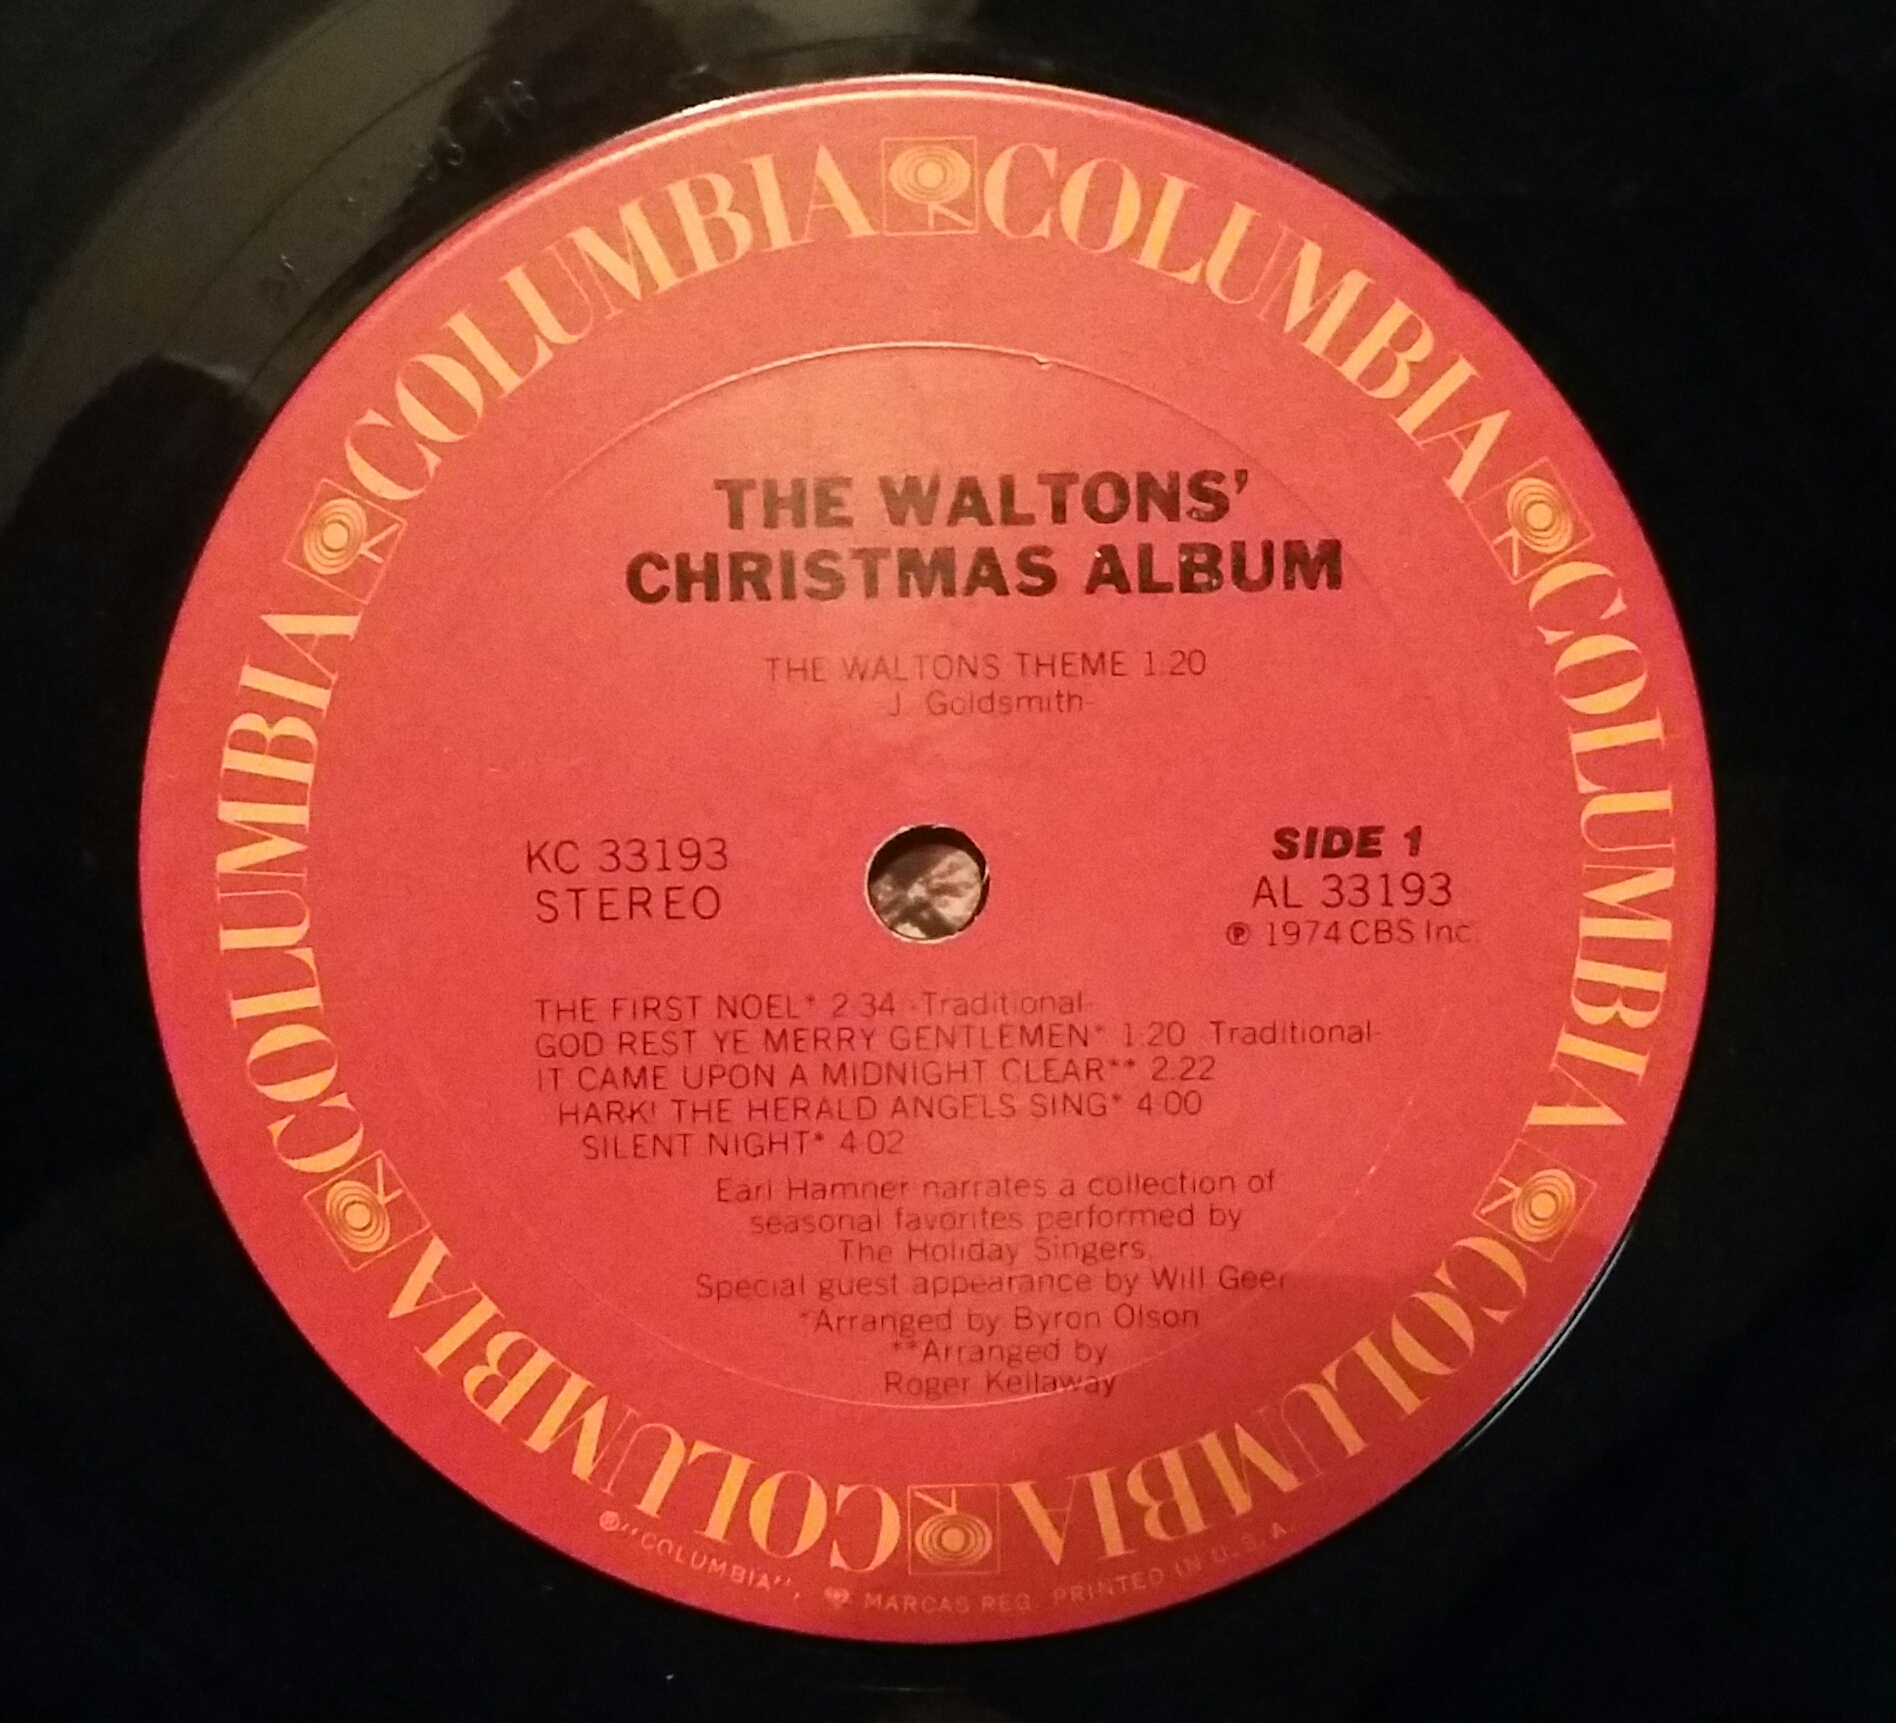 COLUMBIA COLUMBIA COLUMBIA COLUMBIA COLUMBIA COLUMBIA
THE WALTONS'
CHRISTMAS ALBUM
THE WALTONS THEME 1:20
-J. Goldsmith-
KC 33193
STEREO
SIDE 1
AL 33193
℗ 1974 CBS Inc.
THE FIRST NOEL* 2:34 -Traditional-
GOD REST YE MERRY GENTLEMEN* 1:20 -Traditional-
IT CAME UPON A MIDNIGHT CLEAR** 2:22
HARK! THE HERALD ANGELS SING* 4:00
SILENT NIGHT* 4:02
Earl Hamner narrates a collection of
seasonal favorites performed by
The Holiday Singers.
Special guest appearance by Will Geer
*Arranged by Byron Olson
**Arranged by
Roger Kellaway
®"COLUMBIA", MARCAS REG. PRINTED IN U.S.A.